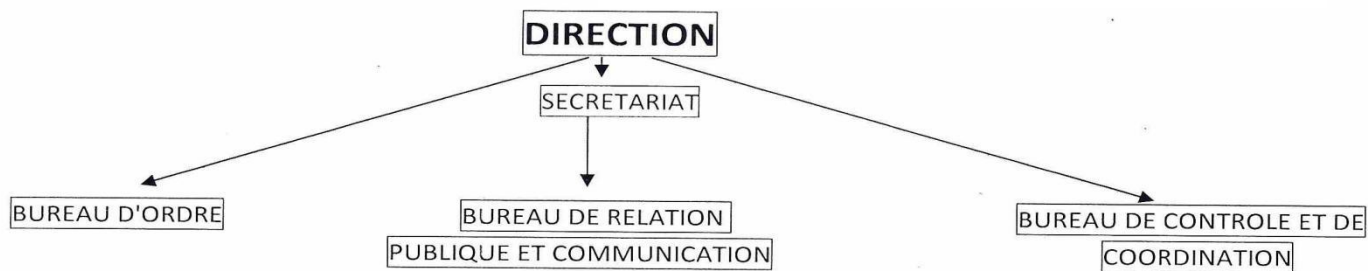 DIRECTION
SECRETARIAT
BUREAU D'ORDRE
BUREAU DE RELATION
PUBLIQUE ET COMMUNICATION
BUREAU DE CONTROLE ET DE
COORDINATION